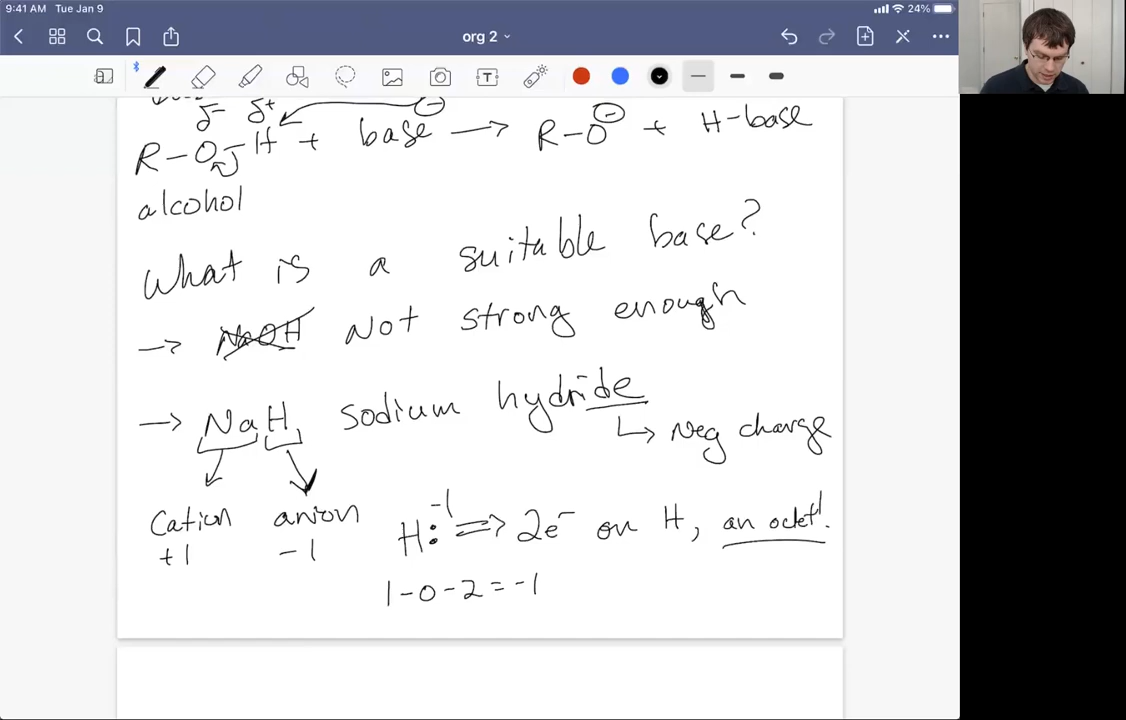 9:41 AM Tue Jan 9
24%
org 2
δ- δ+ -
R-O-H + base → R-O- + H-base
alcohol
What is a suitable base?
→ NaOH Not strong enough
→ NaH sodium hydride
↳ Neg charge
Cation anion H:-1 ⇒ 2e- on H, an octet!
+1 -1
1-0-2=-1